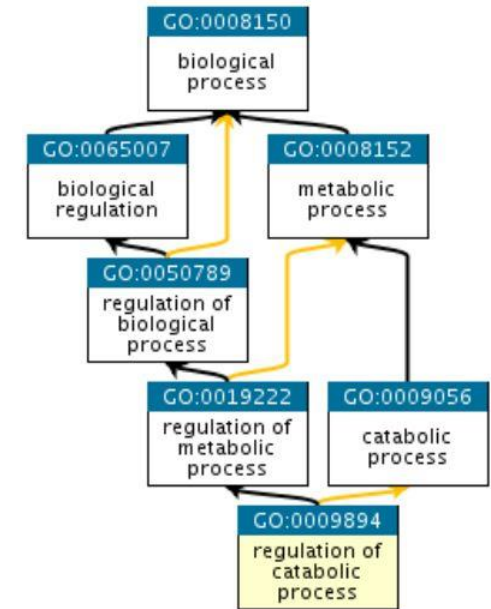 GO:0008150
biological
process
GO:0065007
biological
regulation
GO:0008152
metabolic
process
GO:0050789
regulation of
biological
process
GO:0019222
regulation of
metabolic
process
GO:0009056
catabolic
process
GO:0009894
regulation of
catabolic
process